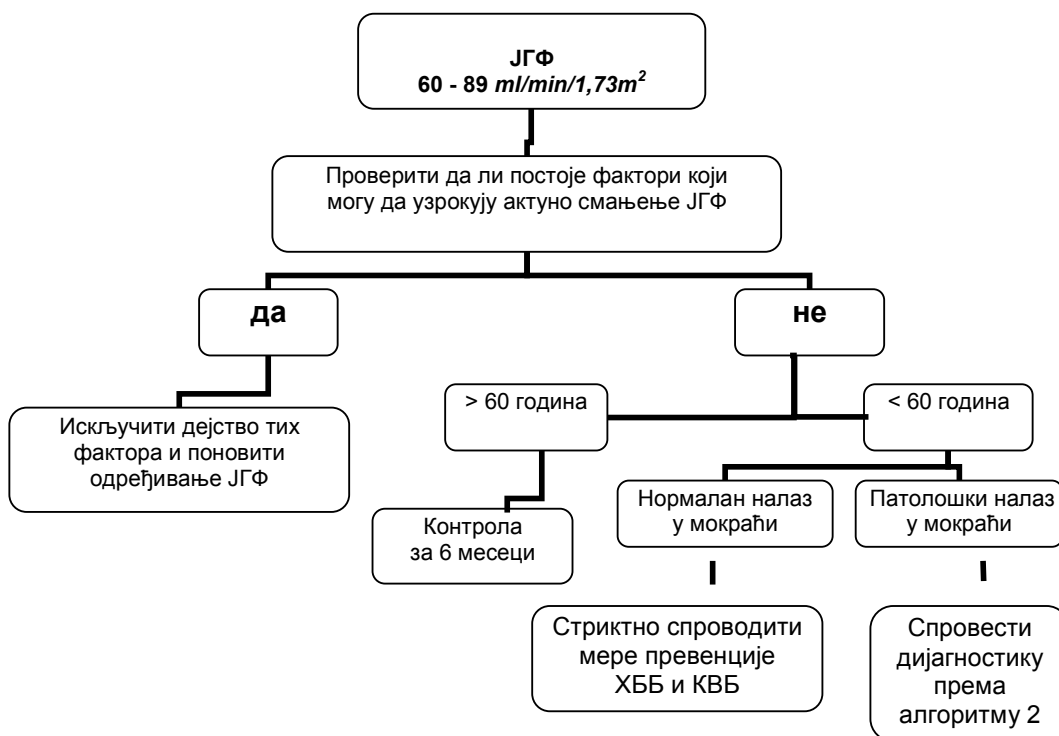 ЈГФ
60 - 89 ml/min/1,73m²
Проверити да ли постоје фактори који
могу да узрокују актуно смањење ЈГФ
да
не
> 60 година
< 60 година
Искључити дејство тих
фактора и поновити
одређивање ЈГФ
Контрола
за 6 месеци
Нормалан налаз
у мокраћи
Патолошки налаз
у мокраћи
Стриктно спроводити
мере превенције
ХББ и КВБ
Спровести
дијагностику
према
алгоритму 2